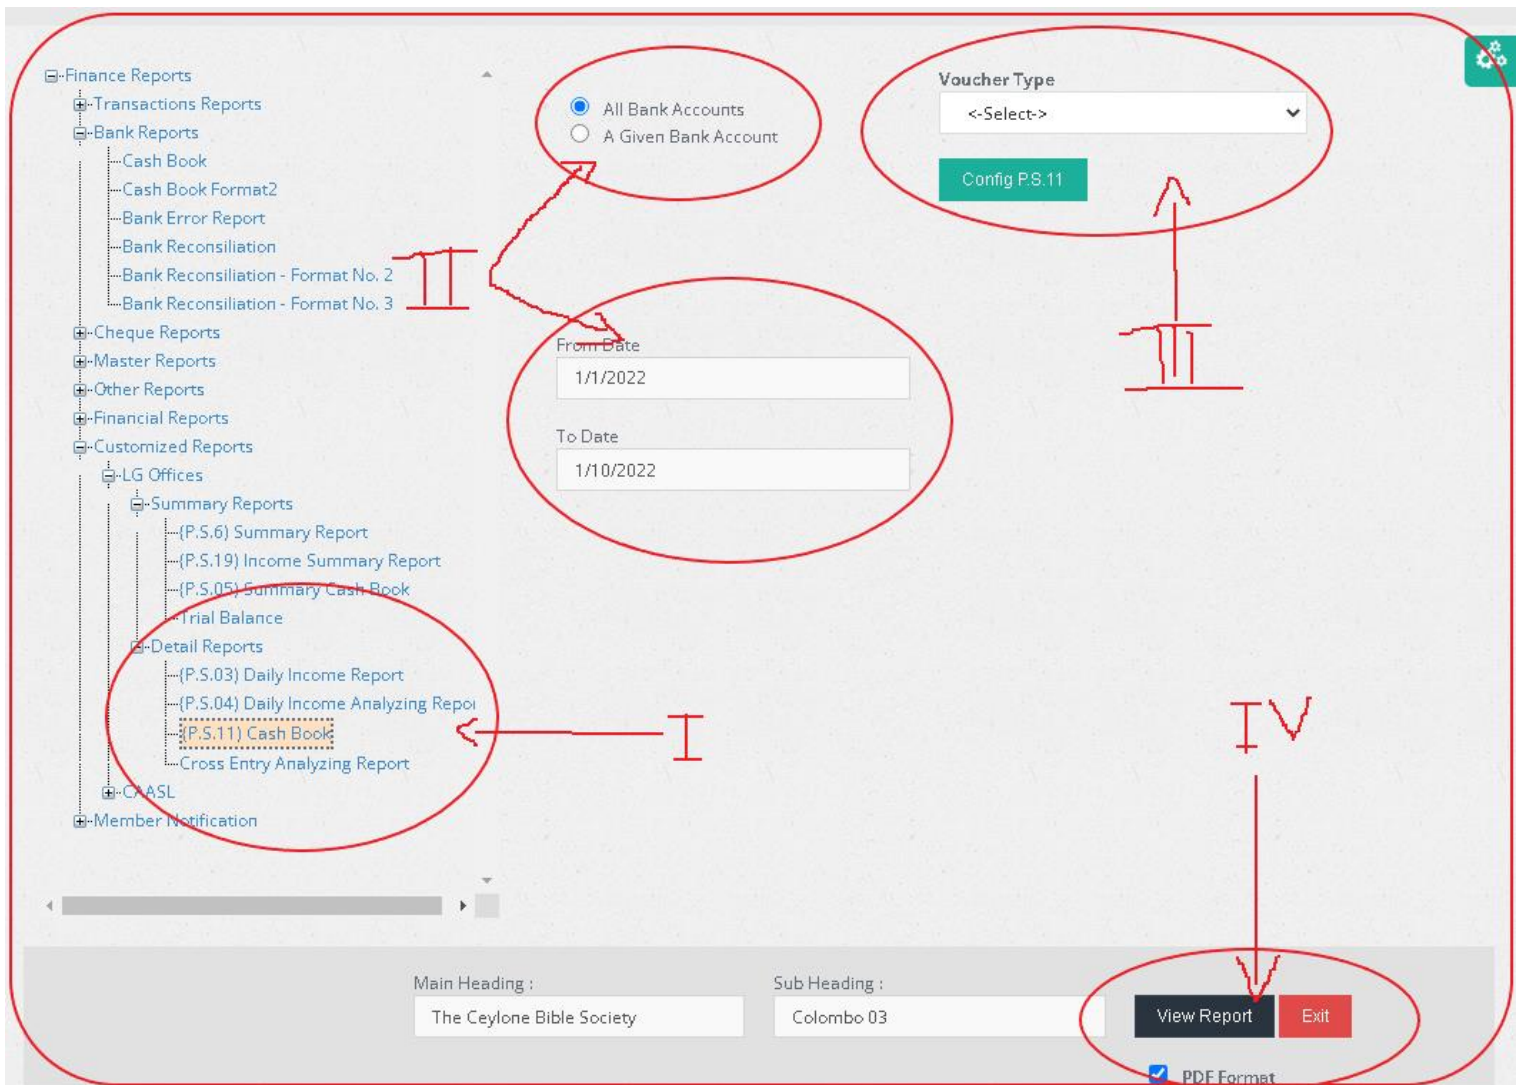 Finance Reports
Transactions Reports
Bank Reports
Cash Book
Cash Book Format2
Bank Error Report
Bank Reconsiliation
Bank Reconsiliation - Format No. 2
Bank Reconsiliation - Format No. 3
Cheque Reports
Master Reports
Other Reports
Financial Reports
Customized Reports
LG Offices
Summary Reports
(P.S.6) Summary Report
(P.S.19) Income Summary Report
(P.S.05) Summary Cash Book
Trial Balance
Detail Reports
(P.S.03) Daily Income Report
(P.S.04) Daily Income Analyzing Repor
(P.S.11) Cash Book
Cross Entry Analyzing Report
CAASL
Member Notification
I
II
All Bank Accounts
A Given Bank Account
From Date
1/1/2022
To Date
1/10/2022
Voucher Type
<-Select->
Config P.S.11
III
IV
Main Heading :
The Ceylone Bible Society
Sub Heading :
Colombo 03
View Report
Exit
PDF Format